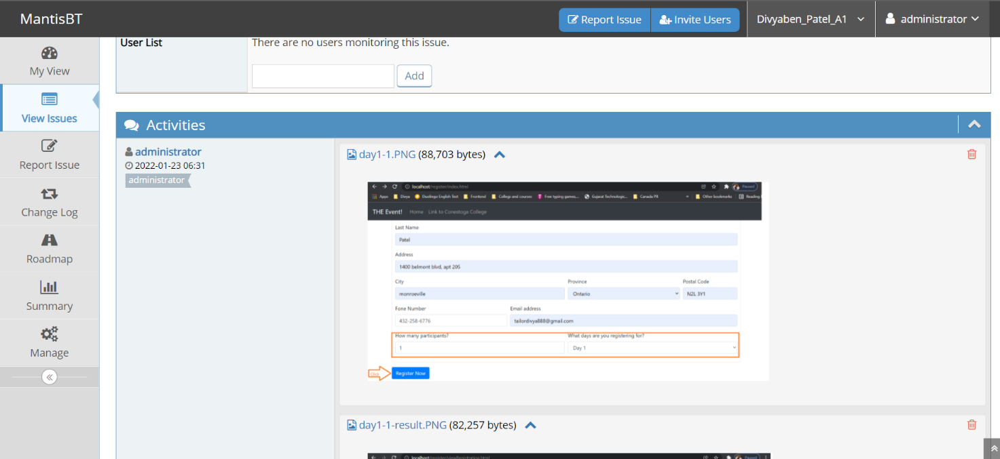 MantisBT
Report Issue
Invite Users
Divyaben_Patel_A1
administrator
My View
View Issues
Report Issue
Change Log
Roadmap
Summary
Manage
User List
There are no users monitoring this issue.
Add
Activities
administrator
2022-01-23 06:31
administrator
day1-1.PNG (88,703 bytes)
localhost/register/index.html
Paused
Apps Divya Duolingo English Test Frontend College and courses Free typing games... Gujarat Technologic... Canada PR » Other bookmarks Reading
THE Event! Home Link to Conestoga College
Last Name
Patel
Address
1400 belmont blvd, apt 205
City Province Postal Code
monroeville Ontario N2L 3Y1
Fone Number Email address
432-258-6776 tailordivya888@gmail.com
How many participants? What days are you registering for?
1 Day 1
Click Register Now
day1-1-result.PNG (82,257 bytes)
localhost/register/viewRegistration.html
Paused